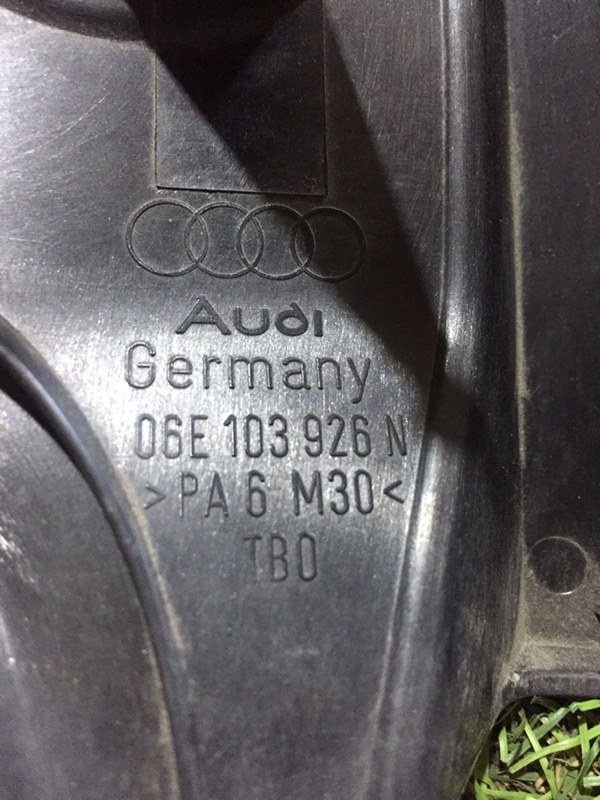 Audi
Germany
06E 103 926 N
>PA 6 M30<
TBO